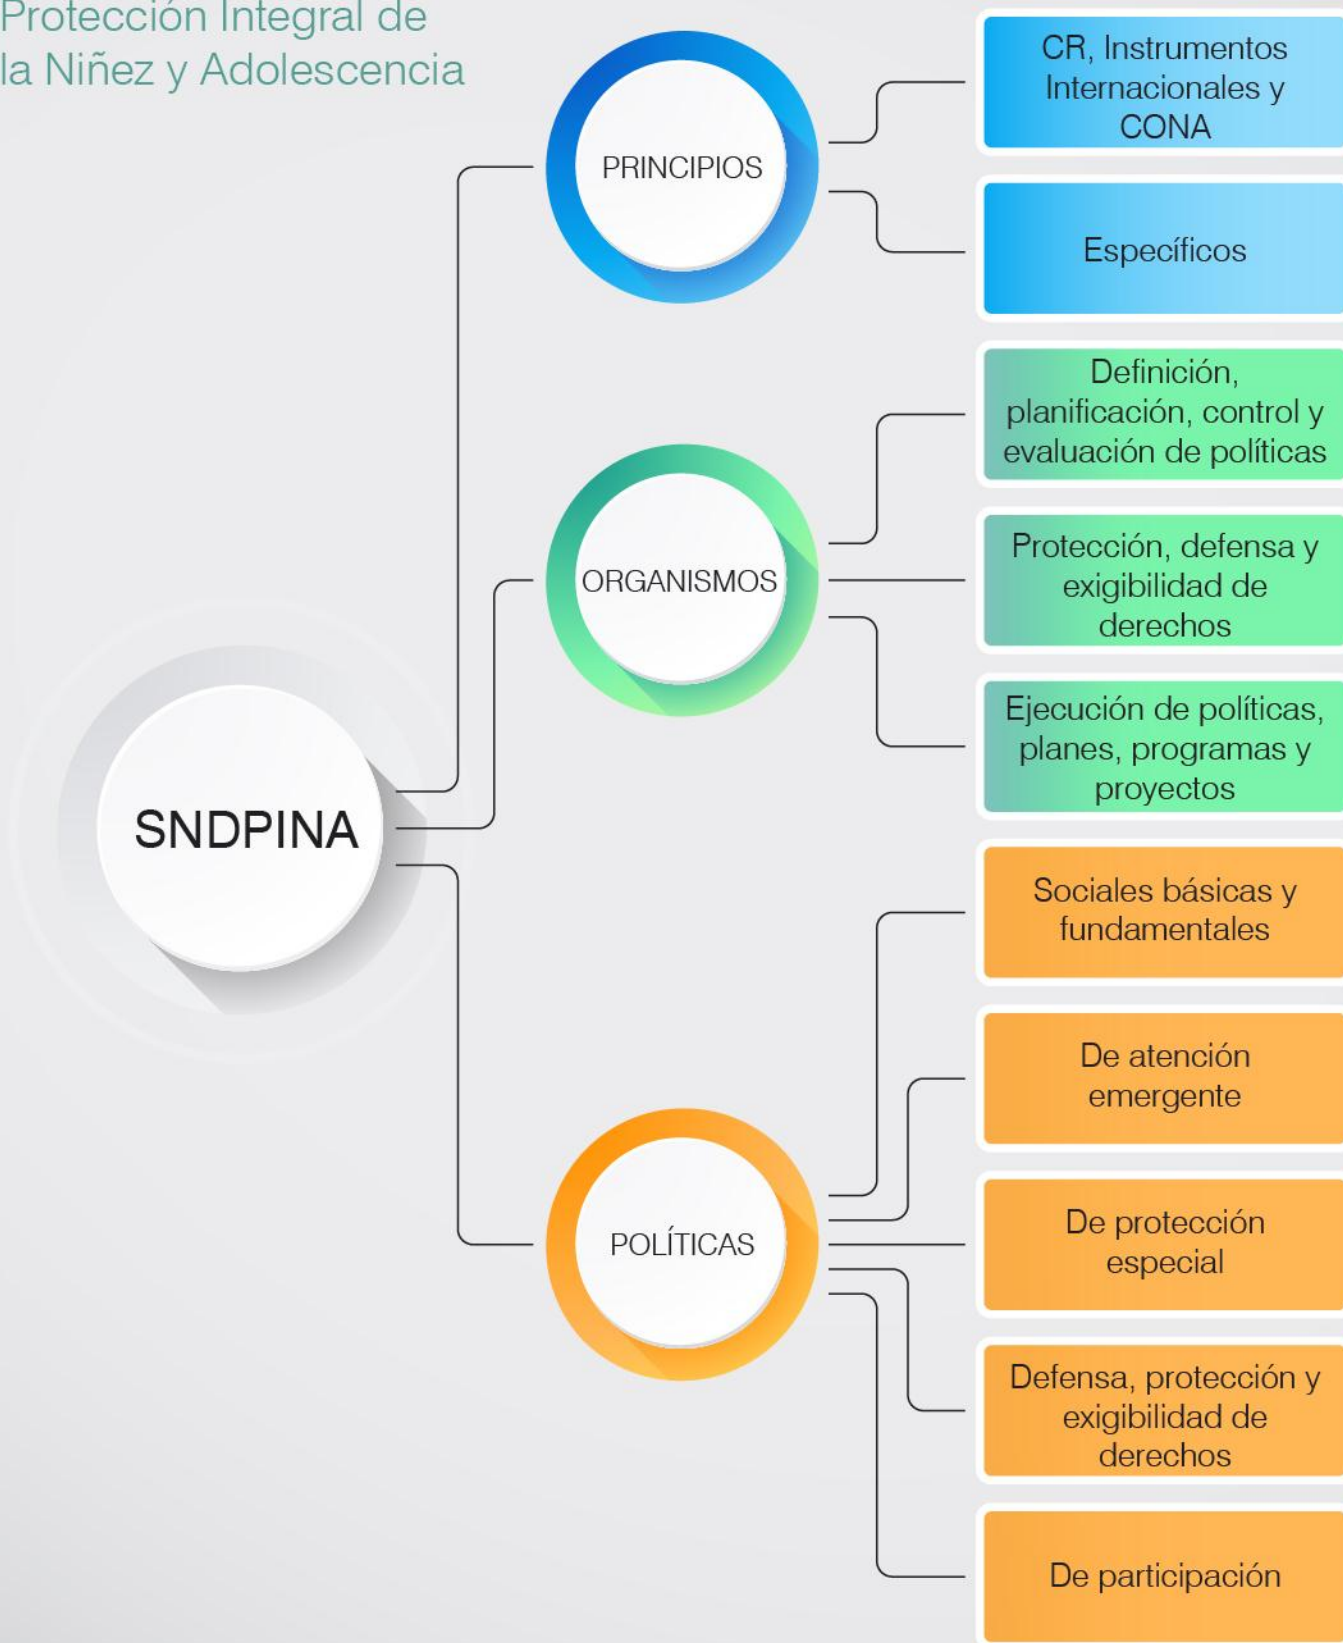 Protección Integral de
la Niñez y Adolescencia
SNDPINA
PRINCIPIOS
CR, Instrumentos
Internacionales y
CONA
Específicos
ORGANISMOS
Definición,
planificación, control y
evaluación de políticas
Protección, defensa y
exigibilidad de
derechos
Ejecución de políticas,
planes, programas y
proyectos
POLÍTICAS
Sociales básicas y
fundamentales
De atención
emergente
De protección
especial
Defensa, protección y
exigibilidad de
derechos
De participación